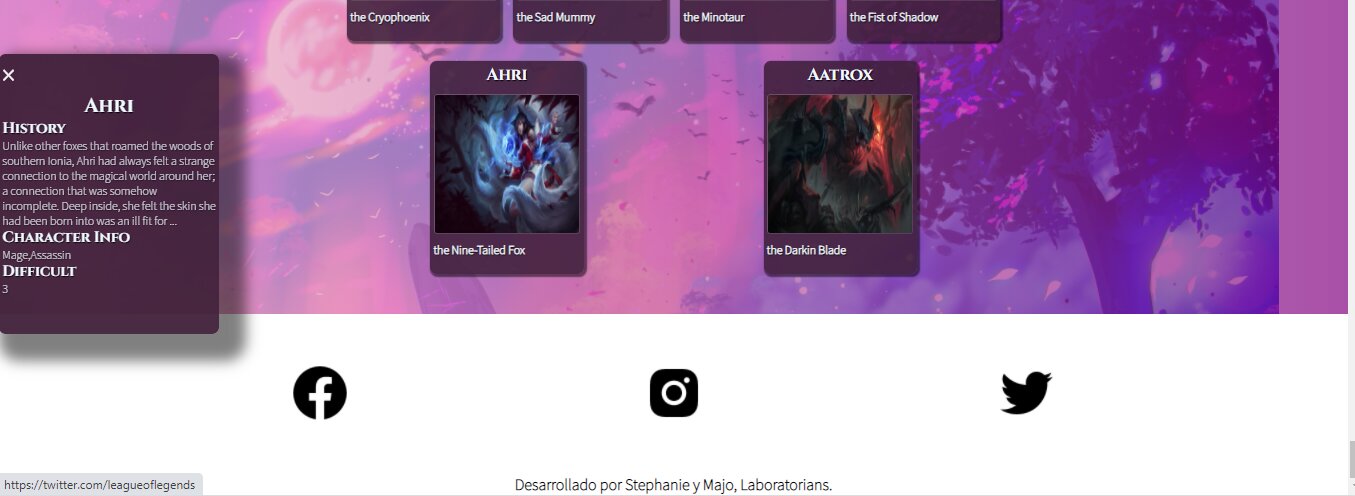 the Cryophoenix
the Sad Mummy
the Minotaur
the Fist of Shadow
×
Ahri
History
Unlike other foxes that roamed the woods of
southern Ionia, Ahri had always felt a strange
connection to the magical world around her;
a connection that was somehow
incomplete. Deep inside, she felt the skin she
had been born into was an ill fit for ...
Character Info
Mage,Assassin
Difficult
3
Ahri
the Nine-Tailed Fox
Aatrox
the Darkin Blade
https://twitter.com/leagueoflegends
Desarrollado por Stephanie y Majo, Laboratorians.